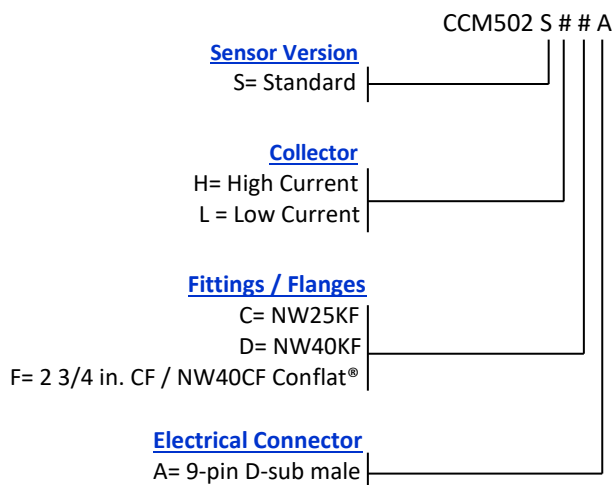 CCM502 S # # A
Sensor Version
S= Standard
Collector
H= High Current
L = Low Current
Fittings / Flanges
C= NW25KF
D= NW40KF
F= 2 3/4 in. CF / NW40CF Conflat®
Electrical Connector
A= 9-pin D-sub male